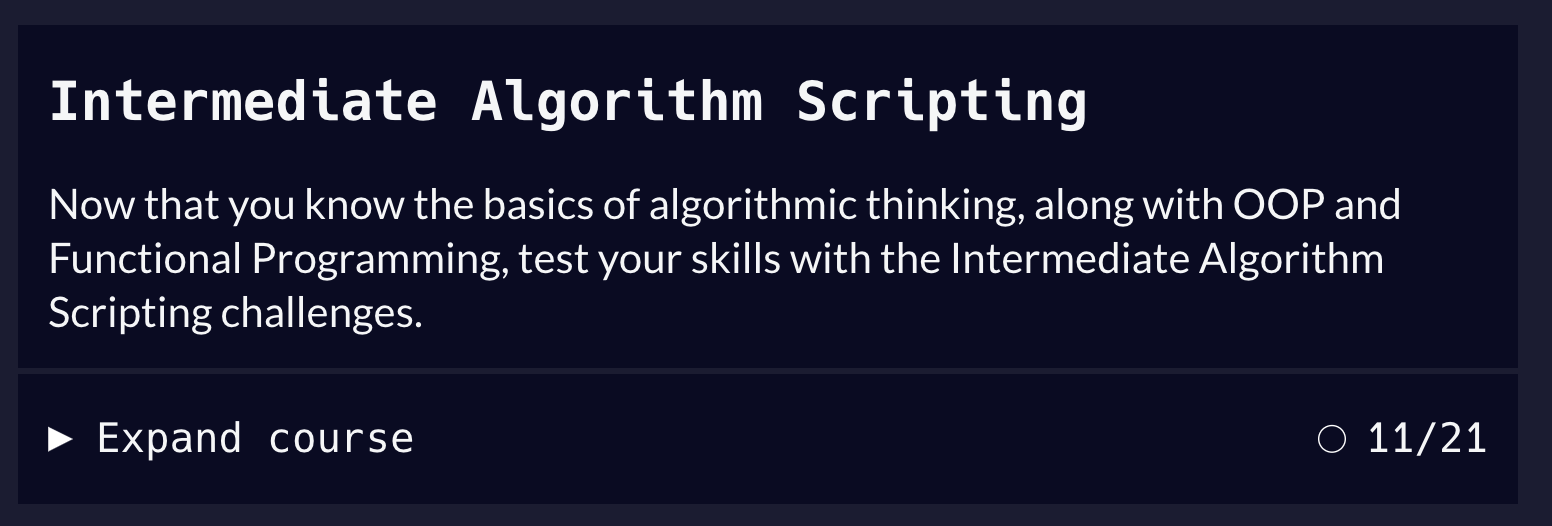 Intermediate Algorithm Scripting
Now that you know the basics of algorithmic thinking, along with OOP and
Functional Programming, test your skills with the Intermediate Algorithm
Scripting challenges.
▶ Expand course
11/21